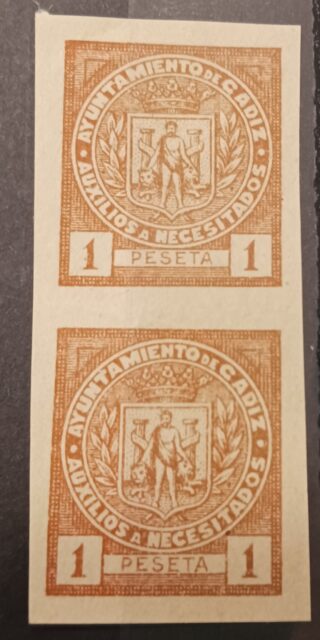 AYUNTAMIENTO DE CADIZ
AUXILIOS A NECESITADOS
1 PESETA 1
AYUNTAMIENTO DE CADIZ
AUXILIOS A NECESITADOS
1 PESETA 1